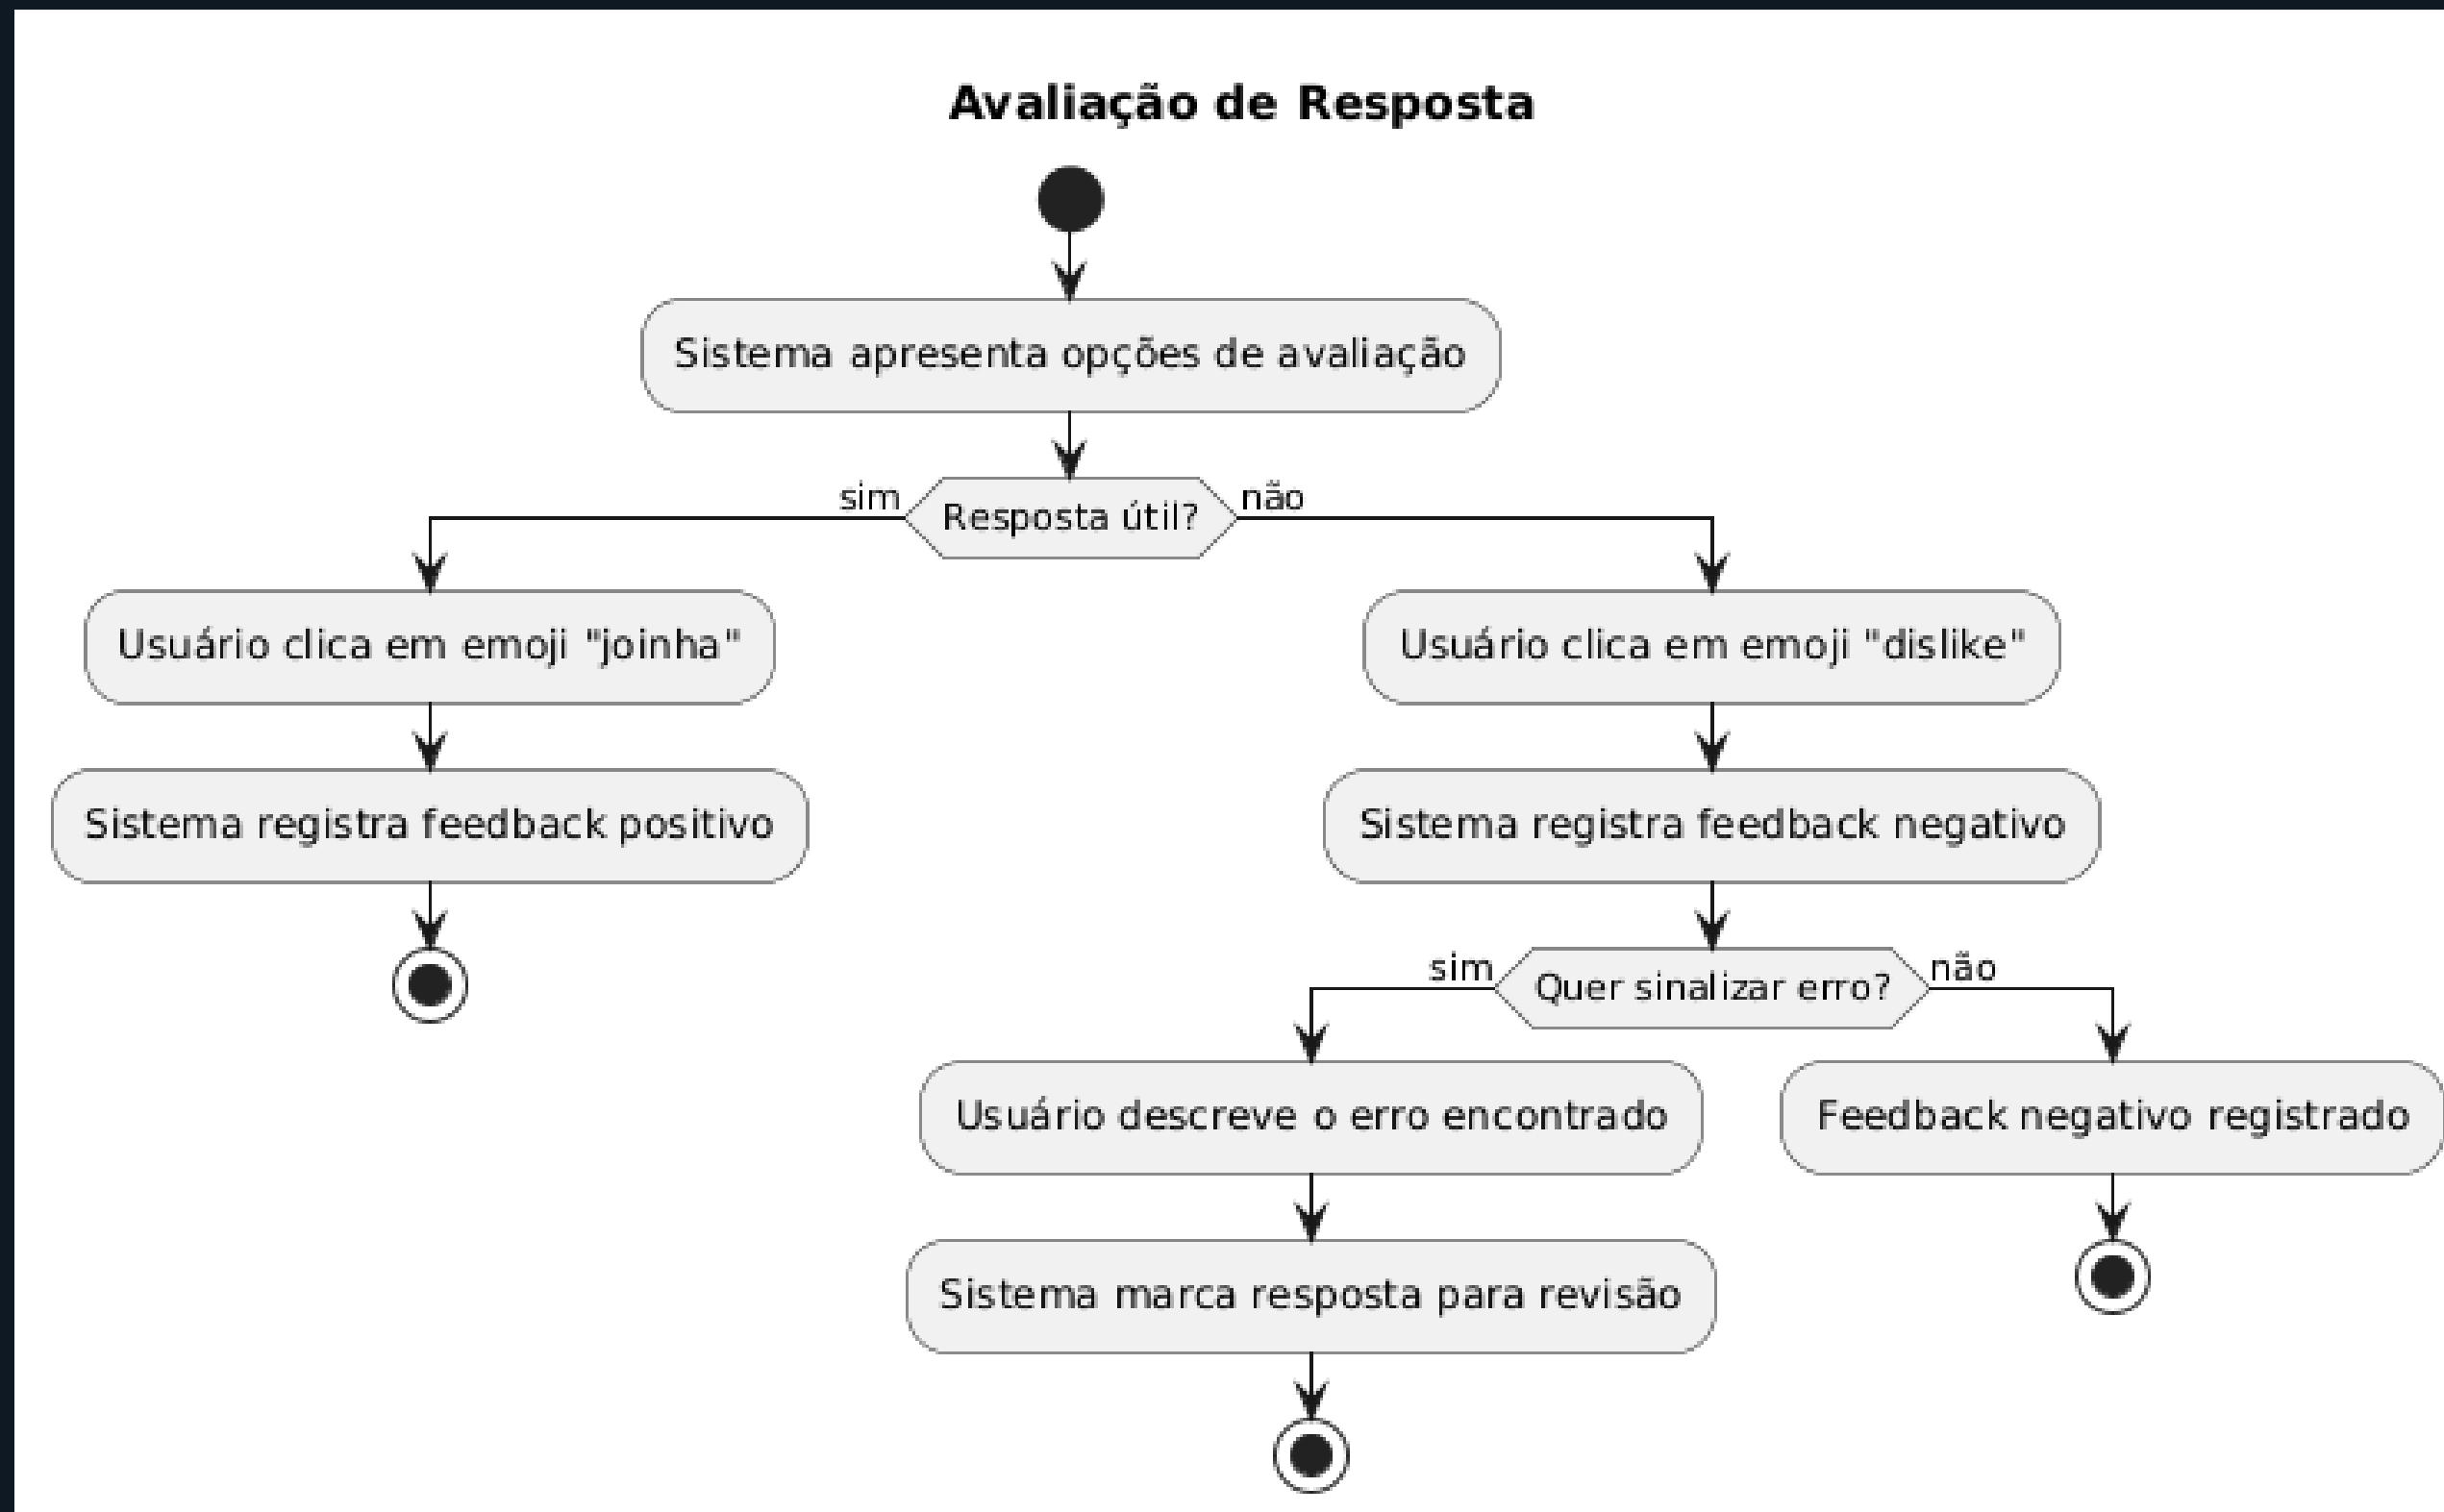 Avaliação de Resposta
Sistema apresenta opções de avaliação
sim
Resposta útil?
não
Usuário clica em emoji "joinha"
Usuário clica em emoji "dislike"
Sistema registra feedback positivo
Sistema registra feedback negativo
sim
Quer sinalizar erro?
não
Usuário descreve o erro encontrado
Feedback negativo registrado
Sistema marca resposta para revisão